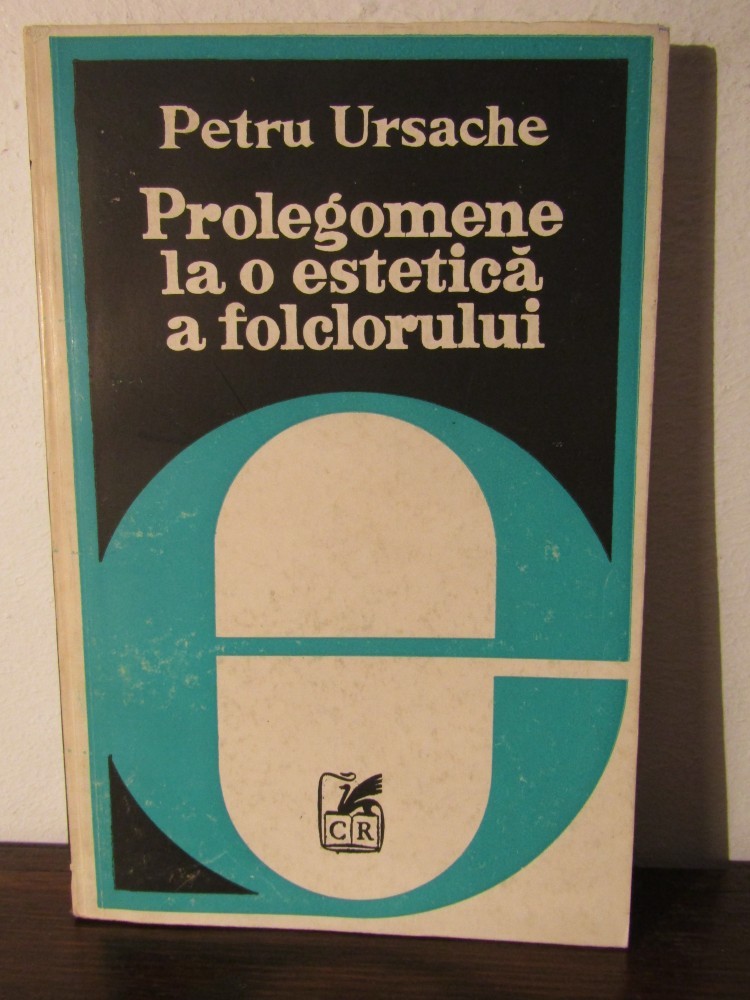 Petru Ursache
Prolegomene
la o estetică
a folclorului
CR